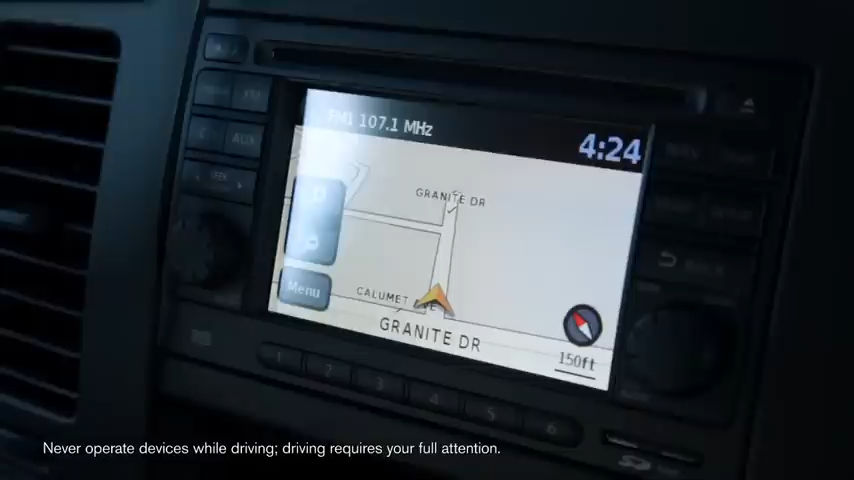 FM1 107.1 MHz
4:24
AUX
GRANITE DR
Menu
CALUMET AVE
GRANITE DR
150ft
1 2 3 4 5 6
Never operate devices while driving; driving requires your full attention.